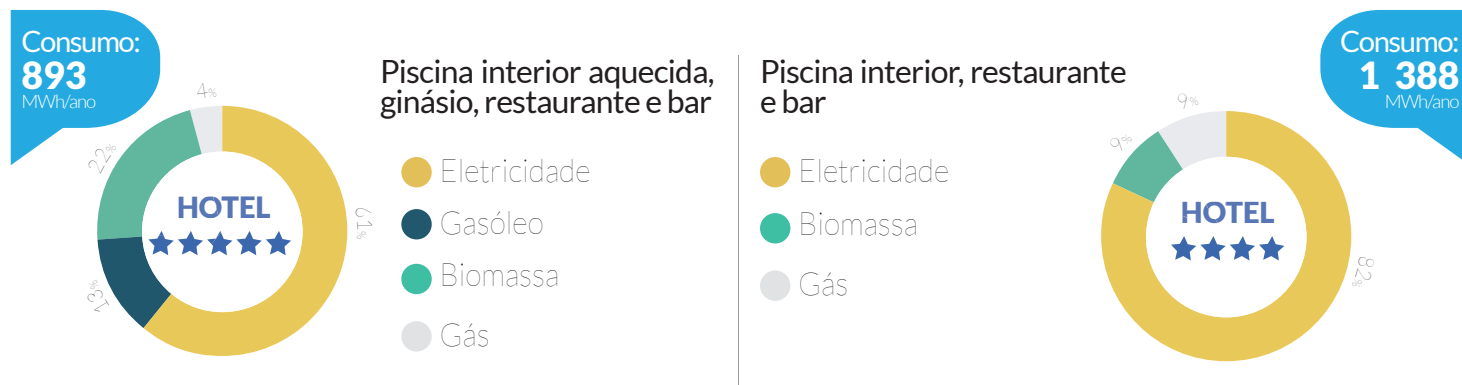 Consumo:
893
MWh/ano
4%
22%
13%
61%
HOTEL
Piscina interior aquecida,
ginásio, restaurante e bar
Eletricidade
Gasóleo
Biomassa
Gás
Piscina interior, restaurante
e bar
Eletricidade
Biomassa
Gás
Consumo:
1 388
MWh/ano
9%
9%
82%
HOTEL